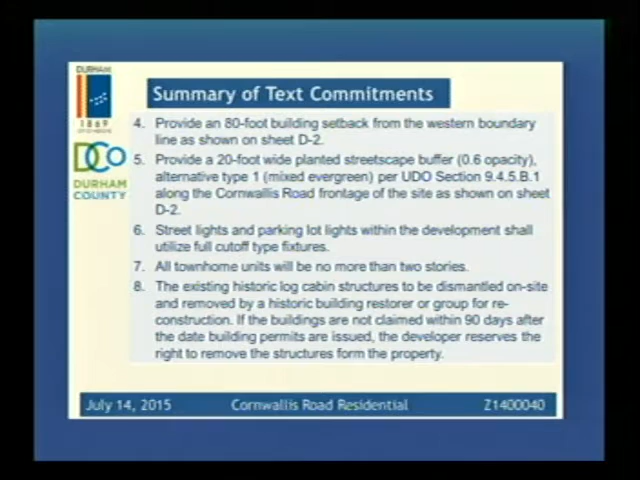 DURHAM
1869
DCO
DURHAM
COUNTY
Summary of Text Commitments
4. Provide an 80-foot building setback from the western boundary
line as shown on sheet D-2.
5. Provide a 20-foot wide planted streetscape buffer (0.6 opacity),
alternative type 1 (mixed evergreen) per UDO Section 9.4.5.B.1
along the Cornwallis Road frontage of the site as shown on sheet
D-2.
6. Street lights and parking lot lights within the development shall
utilize full cutoff type fixtures.
7. All townhome units will be no more than two stories.
8. The existing historic log cabin structures to be dismantled on-site
and removed by a historic building restorer or group for re-
construction. If the buildings are not claimed within 90 days after
the date building permits are issued, the developer reserves the
right to remove the structures form the property.
July 14, 2015 Cornwallis Road Residential Z1400040